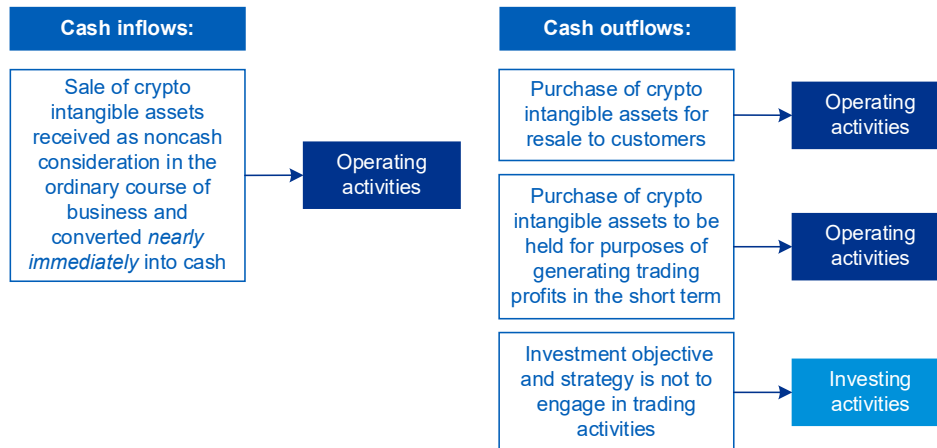 Cash inflows:
Sale of crypto
intangible assets
received as noncash
consideration in the
ordinary course of
business and
converted nearly
immediately into cash
Operating
activities
Cash outflows:
Purchase of crypto
intangible assets for
resale to customers
Operating
activities
Purchase of crypto
intangible assets to be
held for purposes of
generating trading
profits in the short term
Operating
activities
Investment objective
and strategy is not to
engage in trading
activities
Investing
activities